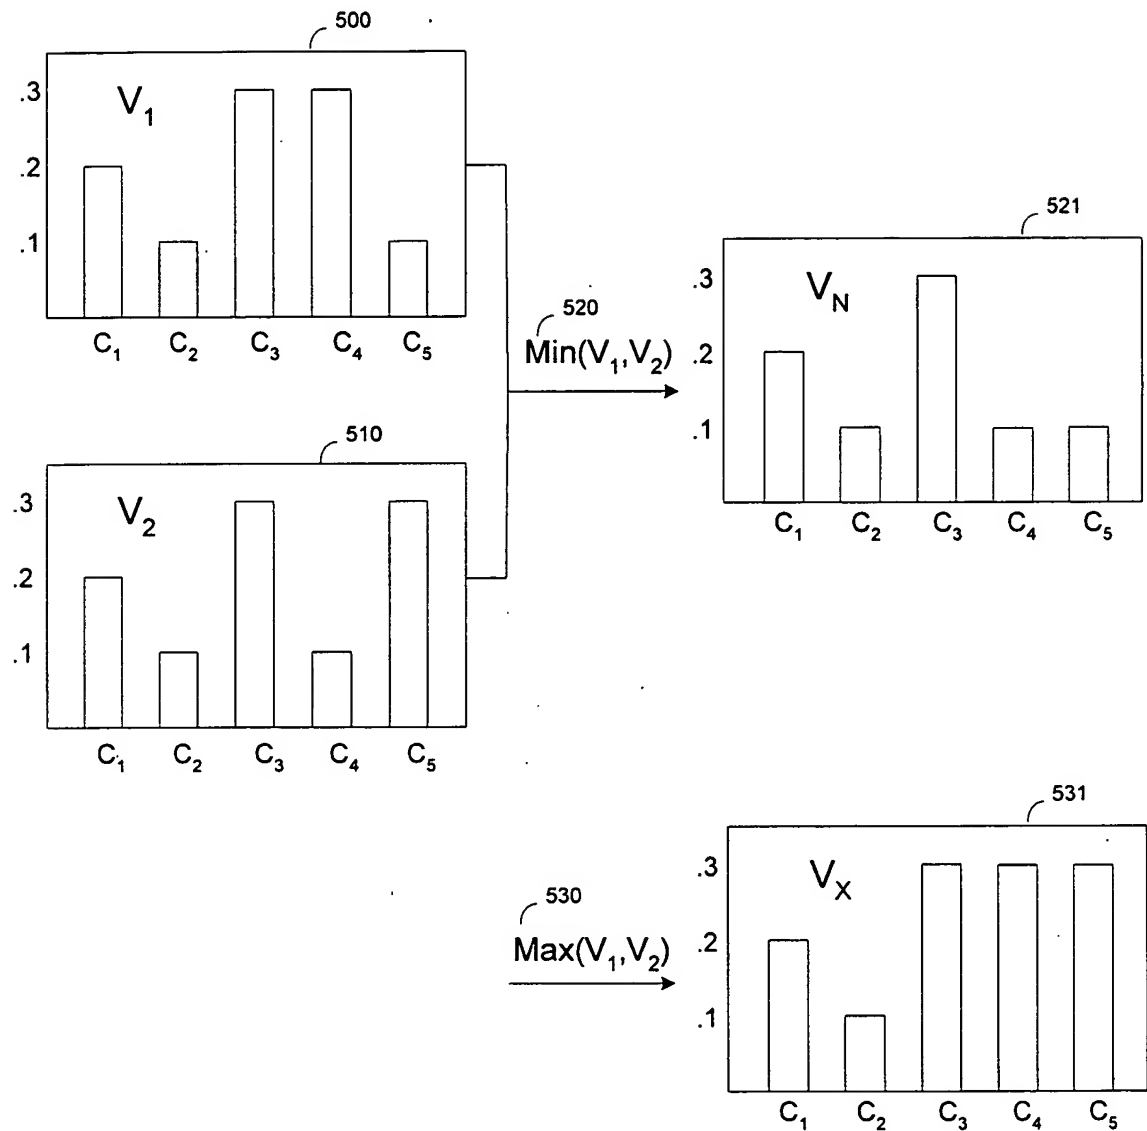 500
.3
V1
.2
.1
C1 C2 C3 C4 C5
510
.3
V2
.2
.1
C1 C2 C3 C4 C5
520
Min(V1,V2)
521
.3
VN
.2
.1
C1 C2 C3 C4 C5
530
Max(V1,V2)
531
.3
VX
.2
.1
C1 C2 C3 C4 C5